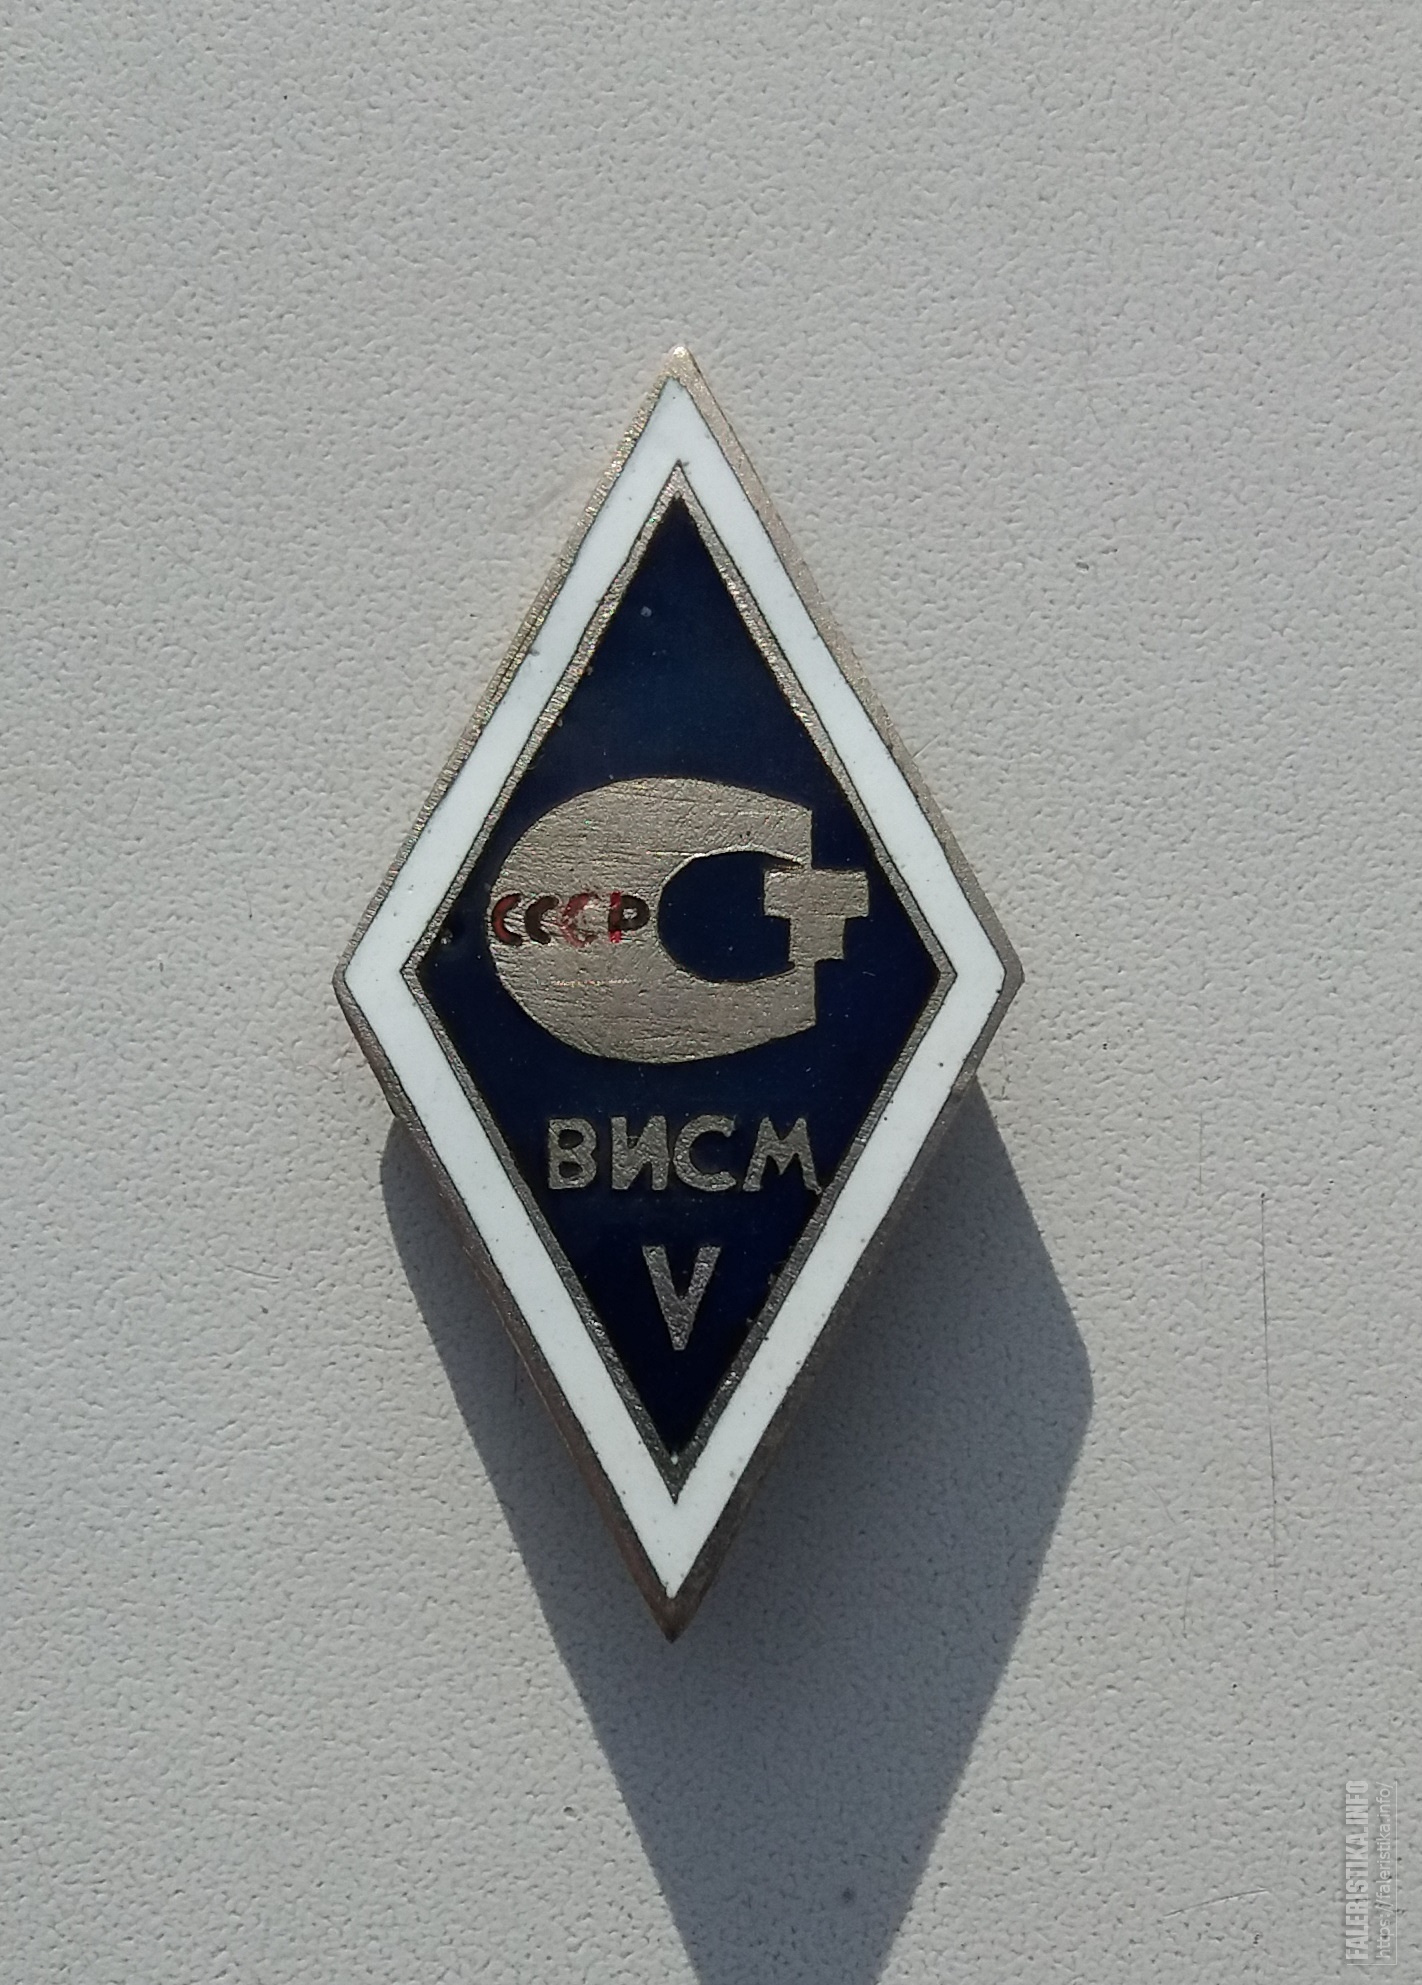 СССР
ВИСМ
V
FALERISTIKA.INFO
https://faleristika.info/